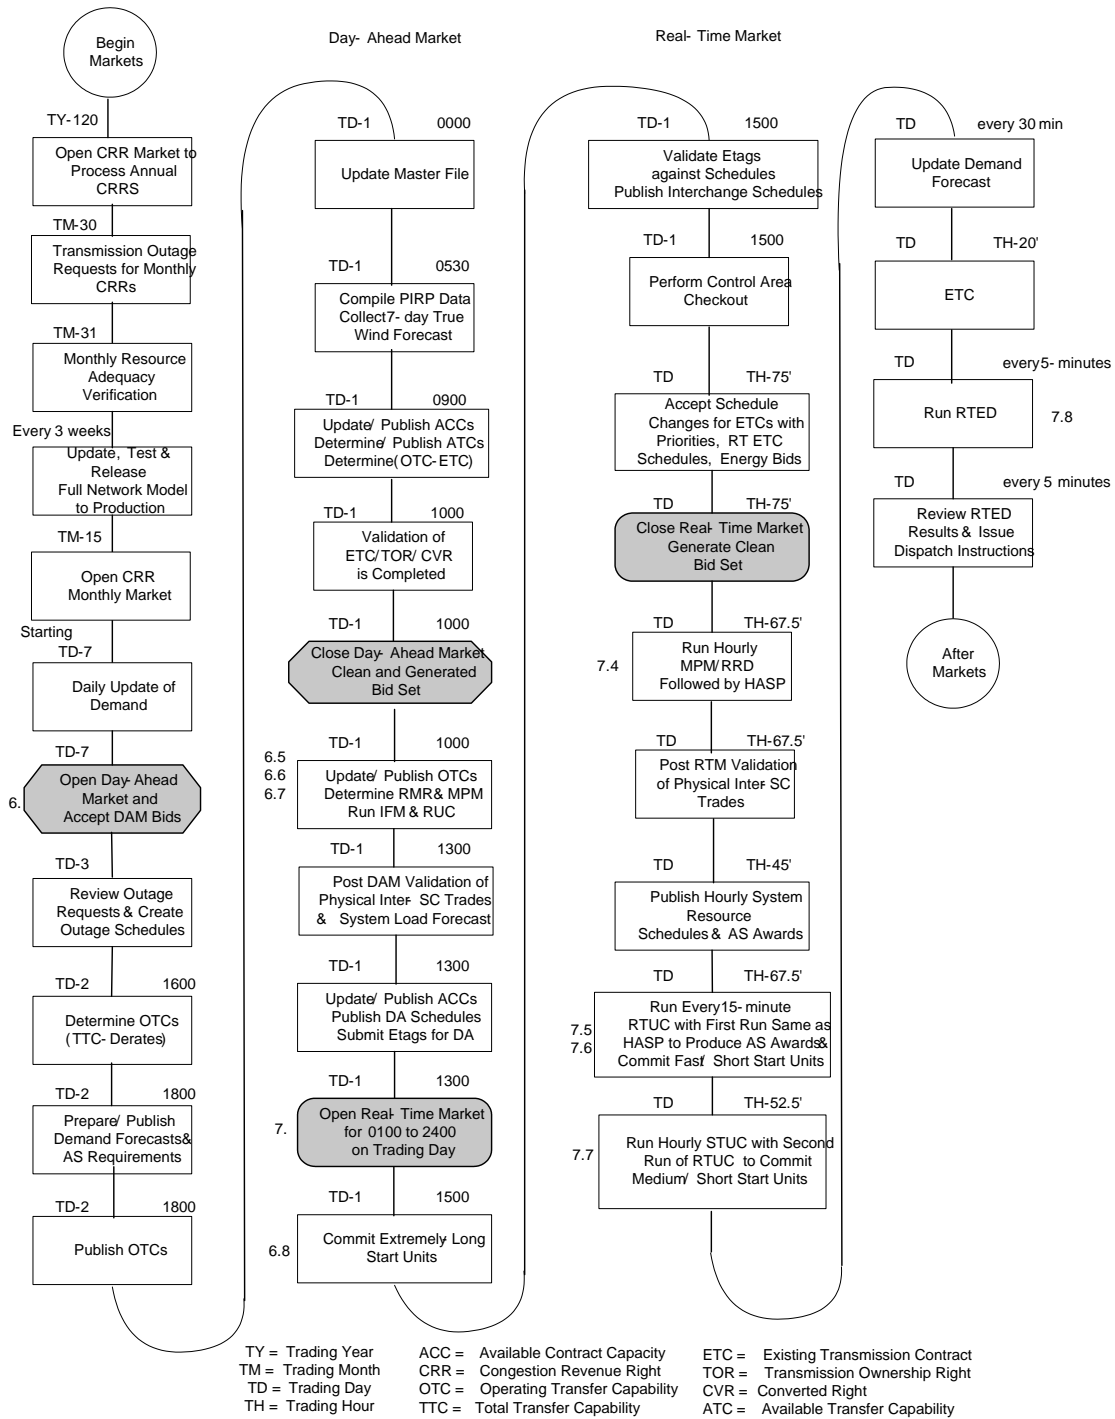 Day- Ahead Market
Real- Time Market
Begin
Markets
TY-120
Open CRR Market to
Process Annual
CRRS
TM-30
Transmission Outage
Requests for Monthly
CRRs
TM-31
Monthly Resource
Adequacy
Verification
Every 3 weeks
Update, Test &
Release
Full Network Model
to Production
TM-15
Open CRR
Monthly Market
Starting
TD-7
Daily Update of
Demand
TD-7
6.
Open Day- Ahead
Market and
Accept DAM Bids
TD-3
Review Outage
Requests & Create
Outage Schedules
TD-2 1600
Determine OTCs
(TTC- Derates)
TD-2 1800
Prepare/ Publish
Demand Forecasts&
AS Requirements
TD-2 1800
Publish OTCs
TD-1 0000
Update Master File
TD-1 0530
Compile PIRP Data
Collect7- day True
Wind Forecast
TD-1 0900
Update/ Publish ACCs
Determine/ Publish ATCs
Determine(OTC-ETC)
TD-1 1000
Validation of
ETC/TOR/ CVR
is Completed
TD-1 1000
Close Day- Ahead Market
Clean and Generated
Bid Set
TD-1 1000
6.5
6.6
6.7
Update/ Publish OTCs
Determine RMR& MPM
Run IFM & RUC
TD-1 1300
Post DAM Validation of
Physical Inter- SC Trades
& System Load Forecast
TD-1 1300
Update/ Publish ACCs
Publish DA Schedules
Submit Etags for DA
TD-1 1300
7.
Open Real- Time Market
for 0100 to 2400
on Trading Day
TD-1 1500
6.8
Commit Extremely- Long
Start Units
TD-1 1500
Validate Etags
against Schedules
Publish Interchange Schedules
TD-1 1500
Perform Control Area
Checkout
TD TH-75'
Accept Schedule
Changes for ETCs with
Priorities, RT ETC
Schedules, Energy Bids
TD TH-75'
Close Real- Time Market
Generate Clean
Bid Set
TD TH-67.5'
7.4
Run Hourly
MPM/RRD
Followed by HASP
TD TH-67.5'
Post RTM Validation
of Physical Inter- SC
Trades
TD TH-45'
Publish Hourly System
Resource
Schedules & AS Awards
TD TH-67.5'
7.5
7.6
Run Every15- minute
RTUC with First Run Same as
HASP to Produce AS Awards&
Commit Fast/ Short Start Units
TD TH-52.5'
7.7
Run Hourly STUC with Second
Run of RTUC to Commit
Medium/ Short Start Units
TD every 30 min
Update Demand
Forecast
TD TH-20'
ETC
TD every5- minutes
Run RTED
7.8
TD every 5 minutes
Review RTED
Results & Issue
Dispatch Instructions
After
Markets
TY = Trading Year
TM = Trading Month
TD = Trading Day
TH = Trading Hour
ACC = Available Contract Capacity
CRR = Congestion Revenue Right
OTC = Operating Transfer Capability
TTC = Total Transfer Capability
ETC = Existing Transmission Contract
TOR = Transmission Ownership Right
CVR = Converted Right
ATC = Available Transfer Capability